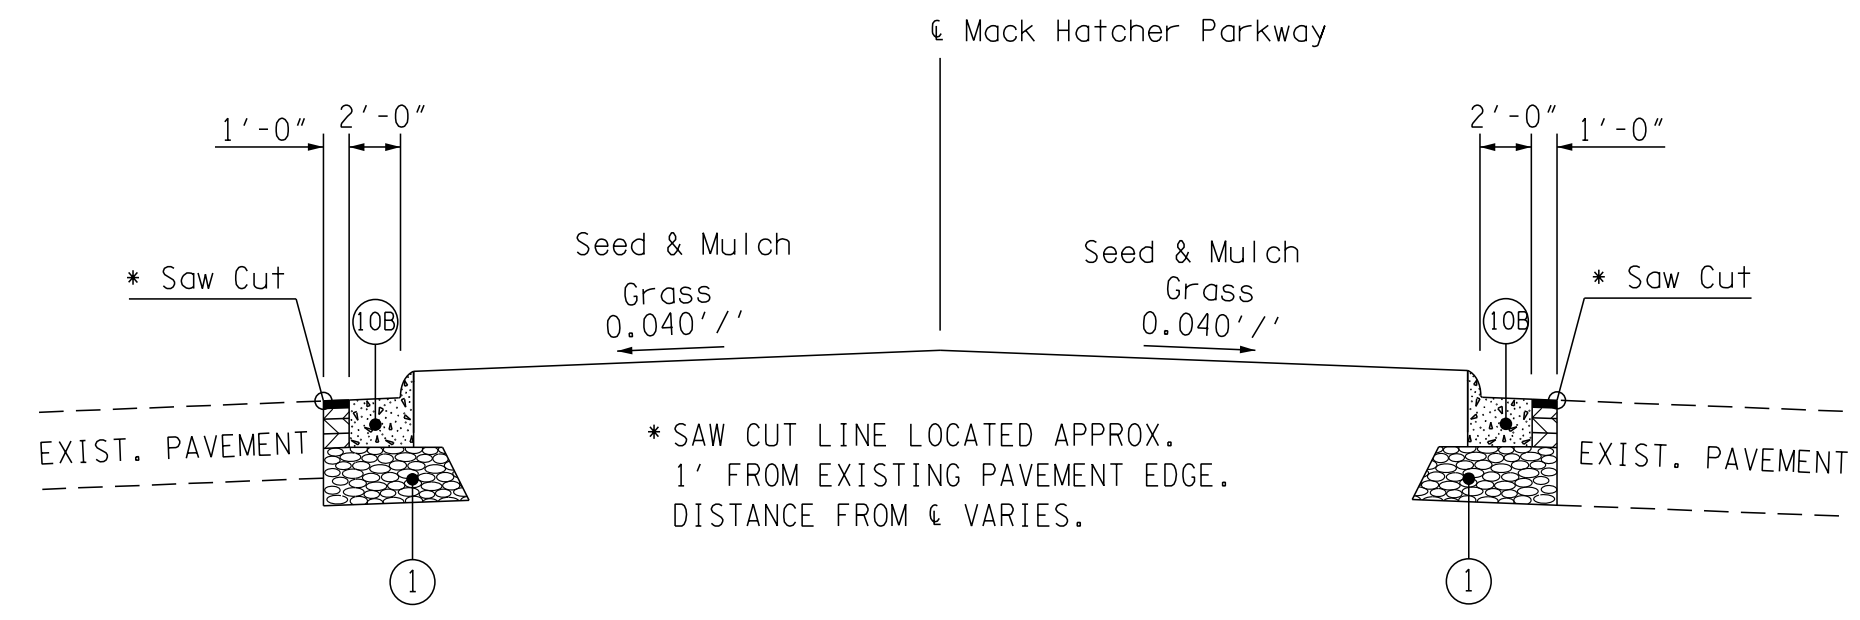 ℄ Mack Hatcher Parkway
1'-0"
2'-0"
2'-0"
1'-0"
Seed & Mulch
Grass
0.040'/'
Seed & Mulch
Grass
0.040'/'
* Saw Cut
* Saw Cut
10B
10B
EXIST. PAVEMENT
* SAW CUT LINE LOCATED APPROX.
1' FROM EXISTING PAVEMENT EDGE.
DISTANCE FROM ℄ VARIES.
EXIST. PAVEMENT
1
1